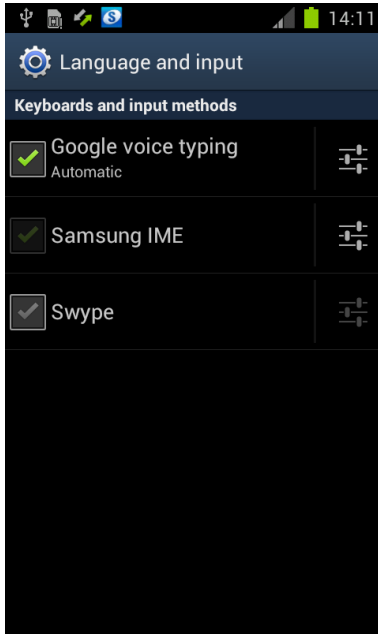 14:11
Language and input
Keyboards and input methods
Google voice typing
Automatic
Samsung IME
Swype